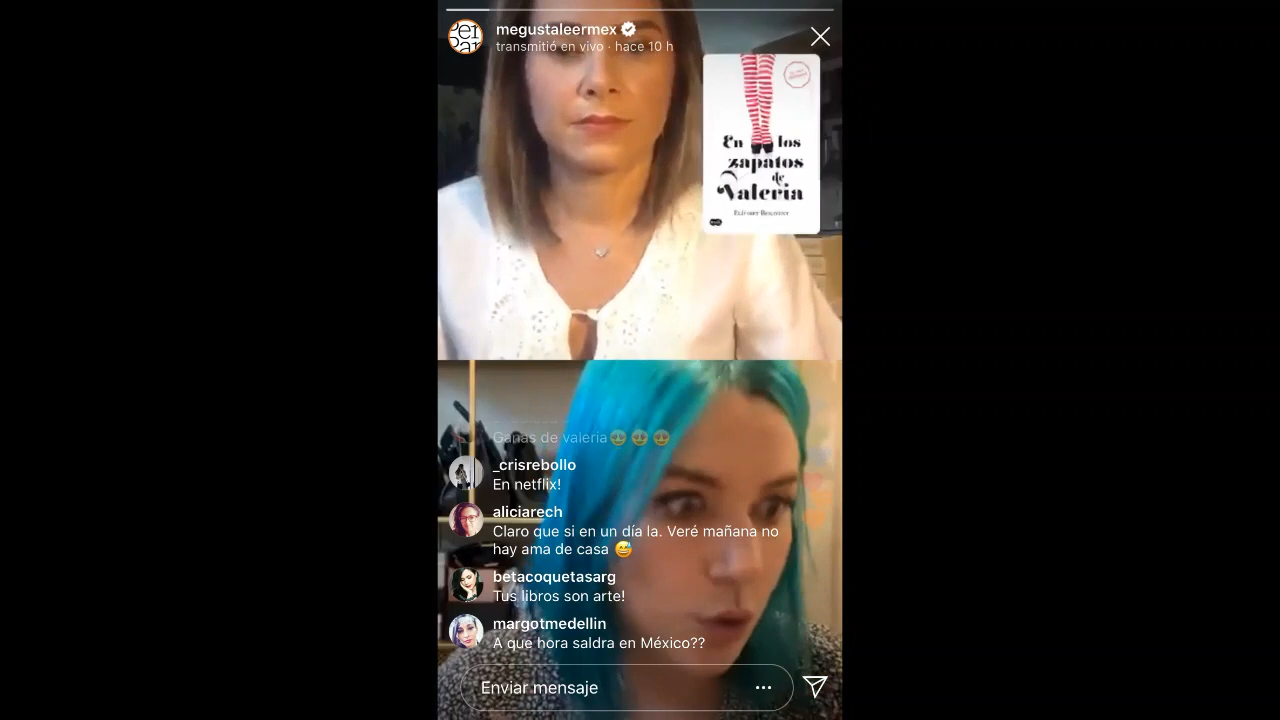 megustaleermex
transmitió en vivo · hace 10 h
En los
zapatos
de
Valeria
Elísabet Benavent
Ganas de valeria😍😍😍
_crisrebollo
En netflix!
aliciarech
Claro que si en un día la. Veré mañana no
hay ama de casa 😅
betacoquetasarg
Tus libros son arte!
margotmedellin
A que hora saldra en México??
Enviar mensaje